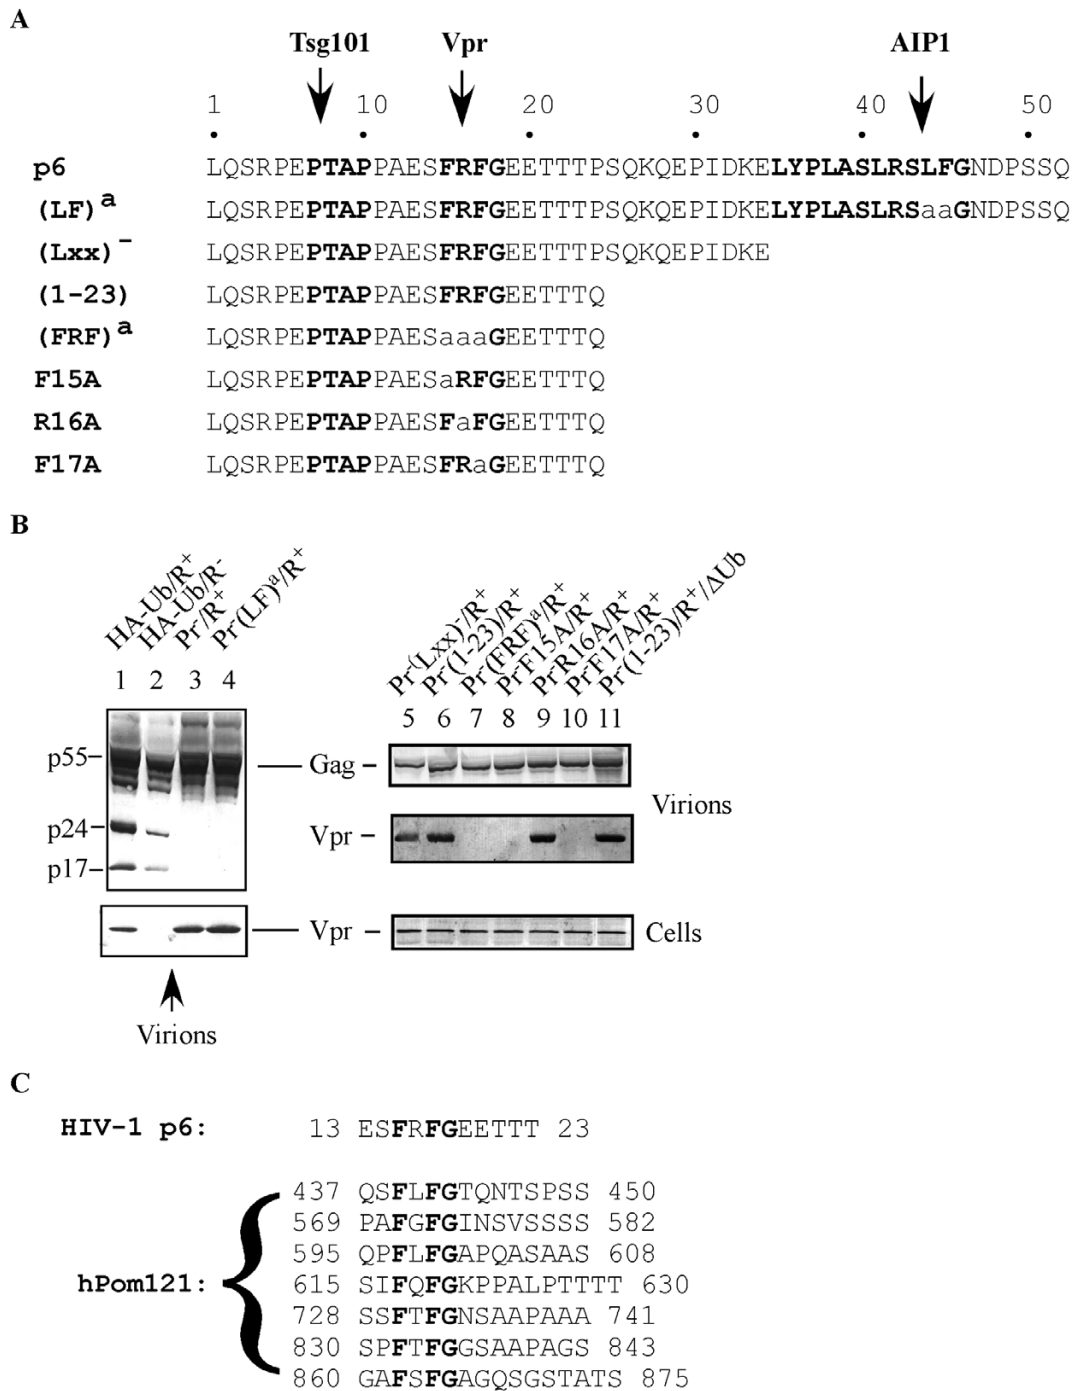 A
Tsg101 Vpr AIP1
1 10 20 30 40 50
p6 LQSRPEPTAPPAESFRFGEETTTPSQKQEPIDKELYPLASLRSLFGNDPSSQ
(LF)a LQSRPEPTAPPAESFRFGEETTTPSQKQEPIDKELYPLASLRSaaGNDPSSQ
(Lxx)- LQSRPEPTAPPAESFRFGEETTTPSQKQEPIDKE
(1-23) LQSRPEPTAPPAESFRFGEETTTQ
(FRF)a LQSRPEPTAPPAESaaaGEETTTQ
F15A LQSRPEPTAPPAESaRFGEETTTQ
R16A LQSRPEPTAPPAESFaFGEETTTQ
F17A LQSRPEPTAPPAESFRaGEETTTQ
B
HA-Ub/R+
HA-Ub/R-
Pr-/R+
Pr-(LF)a/R+
Pr-(Lxx)-/R+
Pr-(1-23)/R+
Pr-(FRF)a/R+
Pr-F15A/R+
Pr-R16A/R+
Pr-F17A/R+
Pr-(1-23)/R+/ΔUb
1 2 3 4 5 6 7 8 9 10 11
p55 Gag
Virions
p24 Vpr
p17
Vpr Cells
Virions
C
HIV-1 p6: 13 ESFRFGEETTT 23
437 QSFLFGTQNTSPSS 450
569 PAFGFGINSVSSSS 582
595 QPFLFGAPQASAAS 608
hPom121: 615 SIFQFGKPPALPTTTT 630
728 SSFTFGNSAAPAAA 741
830 SPFTFGGSAAPAGS 843
860 GAFSFGAGQSGSTATS 875